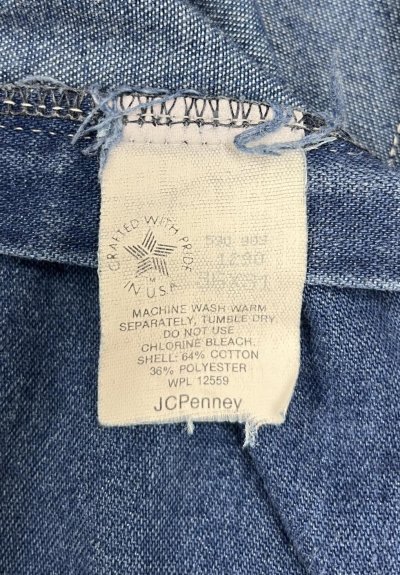 CRAFTED WITH PRIDE
IN U.S.A.
MACHINE WASH WARM
SEPARATELY, TUMBLE DRY.
DO NOT USE
CHLORINE BLEACH.
SHELL: 64% COTTON
36% POLYESTER
WPL 12559
JCPenney